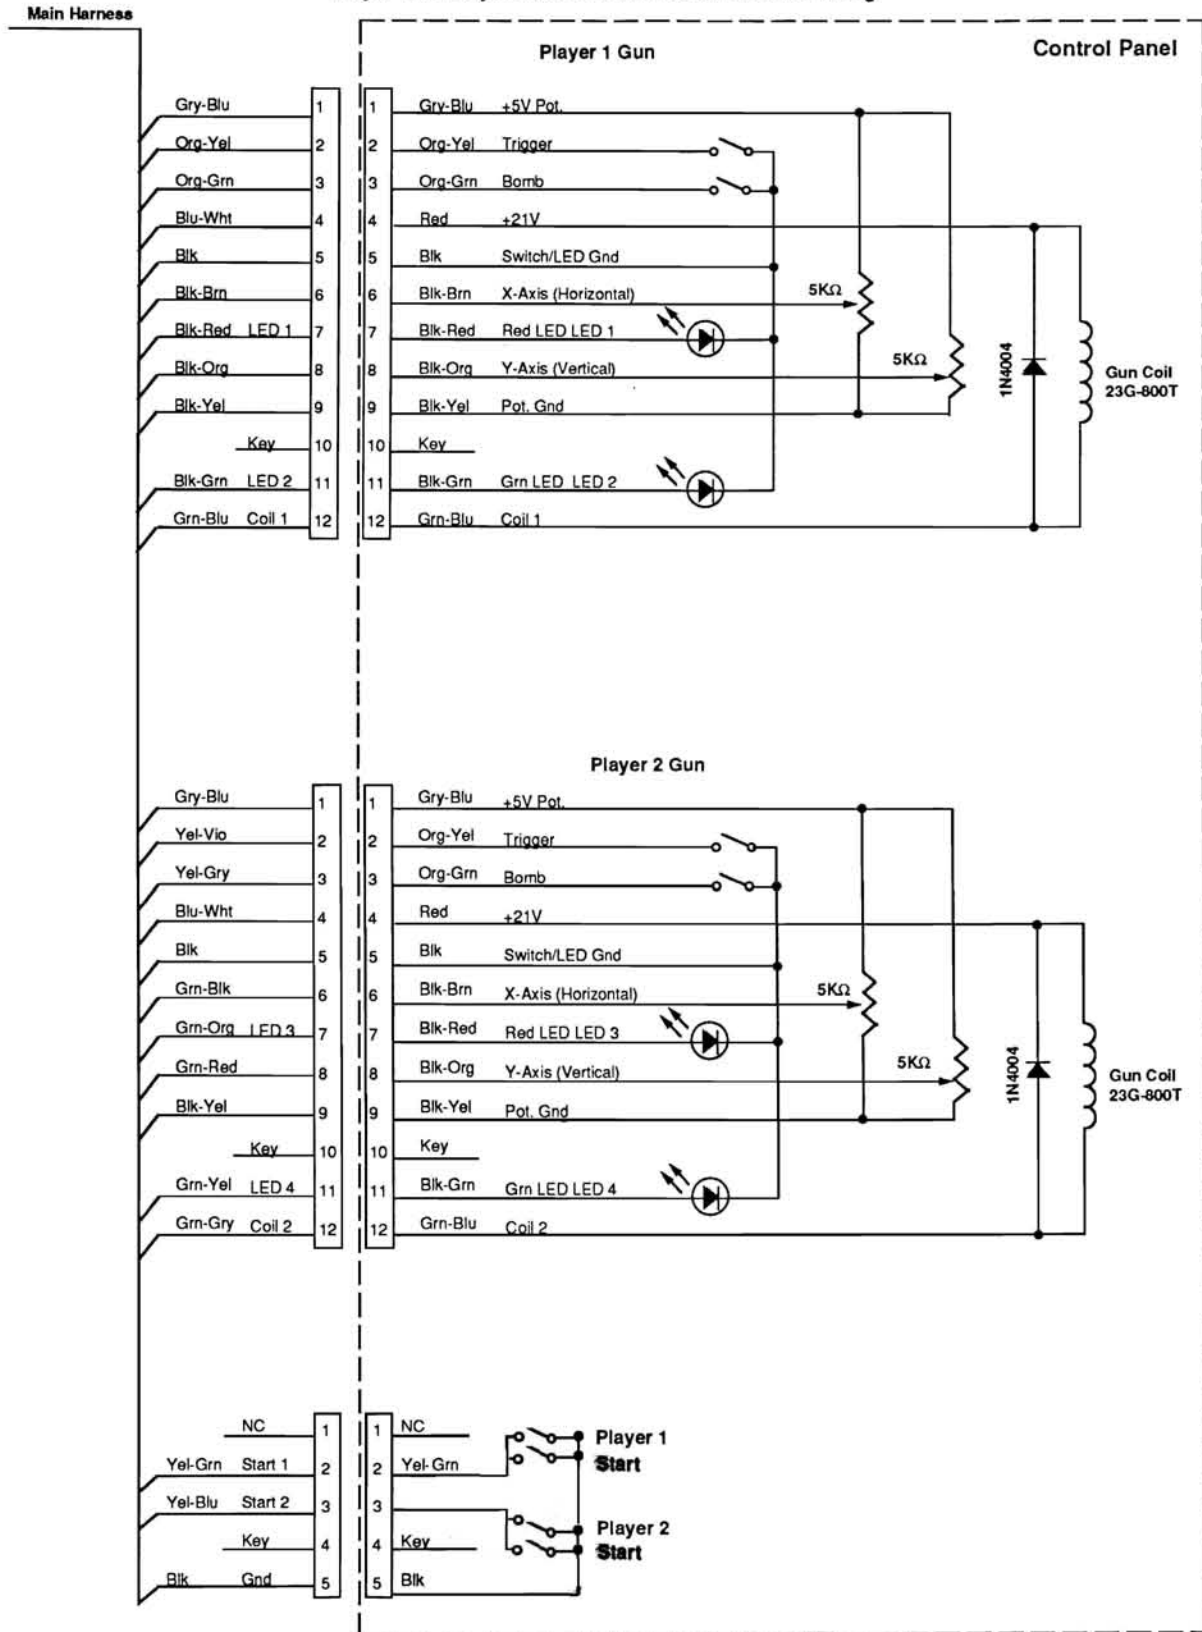 Main Harness
Control Panel
Player 1 Gun
Gry-Blu 1 1 Gry-Blu +5V Pot.
Org-Yel 2 2 Org-Yel Trigger
Org-Grn 3 3 Org-Grn Bomb
Blu-Wht 4 4 Red +21V
Blk 5 5 Blk Switch/LED Gnd
Blk-Brn 6 6 Blk-Brn X-Axis (Horizontal) 5KΩ
Blk-Red LED 1 7 7 Blk-Red Red LED LED 1
Blk-Org 8 8 Blk-Org Y-Axis (Vertical) 5KΩ
1N4004
Gun Coil
23G-800T
Blk-Yel 9 9 Blk-Yel Pot. Gnd
Key 10 10 Key
Blk-Grn LED 2 11 11 Blk-Grn Grn LED LED 2
Grn-Blu Coil 1 12 12 Grn-Blu Coil 1
Player 2 Gun
Gry-Blu 1 1 Gry-Blu +5V Pot.
Yel-Vio 2 2 Org-Yel Trigger
Yel-Gry 3 3 Org-Grn Bomb
Blu-Wht 4 4 Red +21V
Blk 5 5 Blk Switch/LED Gnd
Grn-Blk 6 6 Blk-Brn X-Axis (Horizontal) 5KΩ
Grn-Org LED 3 7 7 Blk-Red Red LED LED 3
Grn-Red 8 8 Blk-Org Y-Axis (Vertical) 5KΩ
1N4004
Gun Coil
23G-800T
Blk-Yel 9 9 Blk-Yel Pot. Gnd
Key 10 10 Key
Grn-Yel LED 4 11 11 Blk-Grn Grn LED LED 4
Grn-Gry Coil 2 12 12 Grn-Blu Coil 2
NC 1 1 NC
Player 1
Start
Yel-Grn Start 1 2 2 Yel-Grn
Yel-Blu Start 2 3 3
Player 2
Start
Key 4 4 Key
Blk Gnd 5 5 Blk